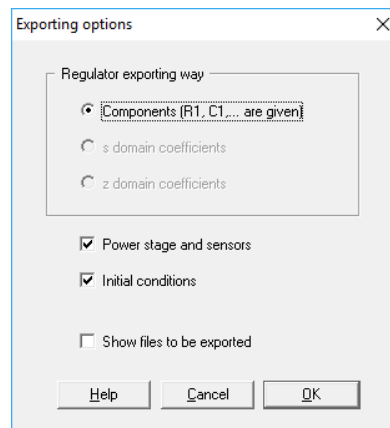 Exporting options
Regulator exporting way
Components (R1, C1,... are given)
s domain coefficients
z domain coefficients
Power stage and sensors
Initial conditions
Show files to be exported
Help Cancel OK